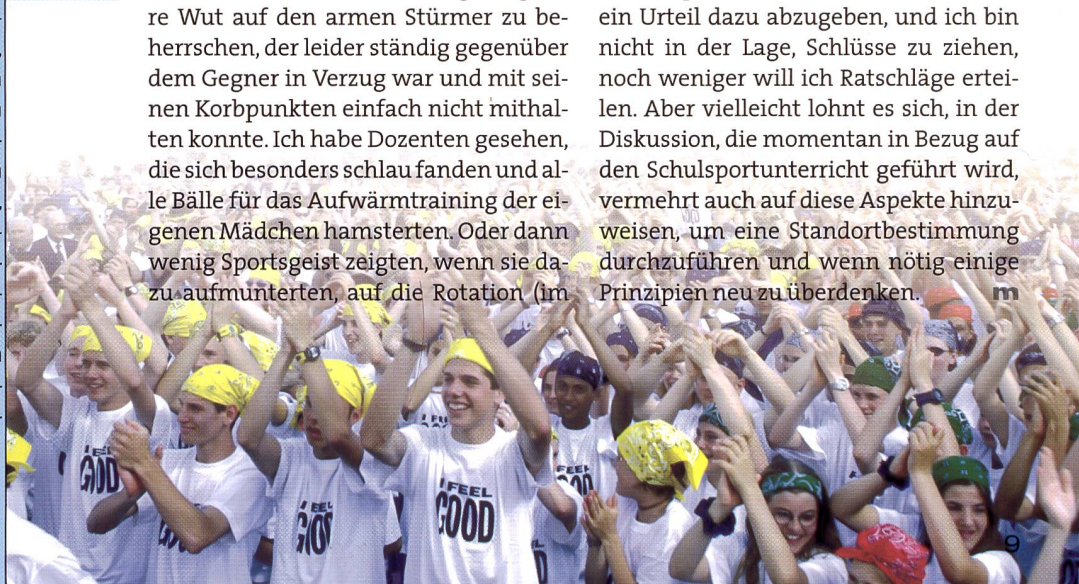 re Wut auf den armen Stürmer zu be-
herrschen, der leider ständig gegenüber
dem Gegner in Verzug war und mit sei-
nen Korbpunkten einfach nicht mithal-
ten konnte. Ich habe Dozenten gesehen,
die sich besonders schlau fanden und al-
le Bälle für das Aufwärmtraining der ei-
genen Mädchen hamsterten. Oder dann
wenig Sportsgeist zeigten, wenn sie da-
zu aufmunterten, auf die Rotation (im
ein Urteil dazu abzugeben, und ich bin
nicht in der Lage, Schlüsse zu ziehen,
noch weniger will ich Ratschläge ertei-
len. Aber vielleicht lohnt es sich, in der
Diskussion, die momentan in Bezug auf
den Schulsportunterricht geführt wird,
vermehrt auch auf diese Aspekte hinzu-
weisen, um eine Standortbestimmung
durchzuführen und wenn nötig einige
Prinzipien neu zu überdenken. m
I FEEL
GOOD
I FEEL
GOOD
I FEEL
GOOD
FEEL
9